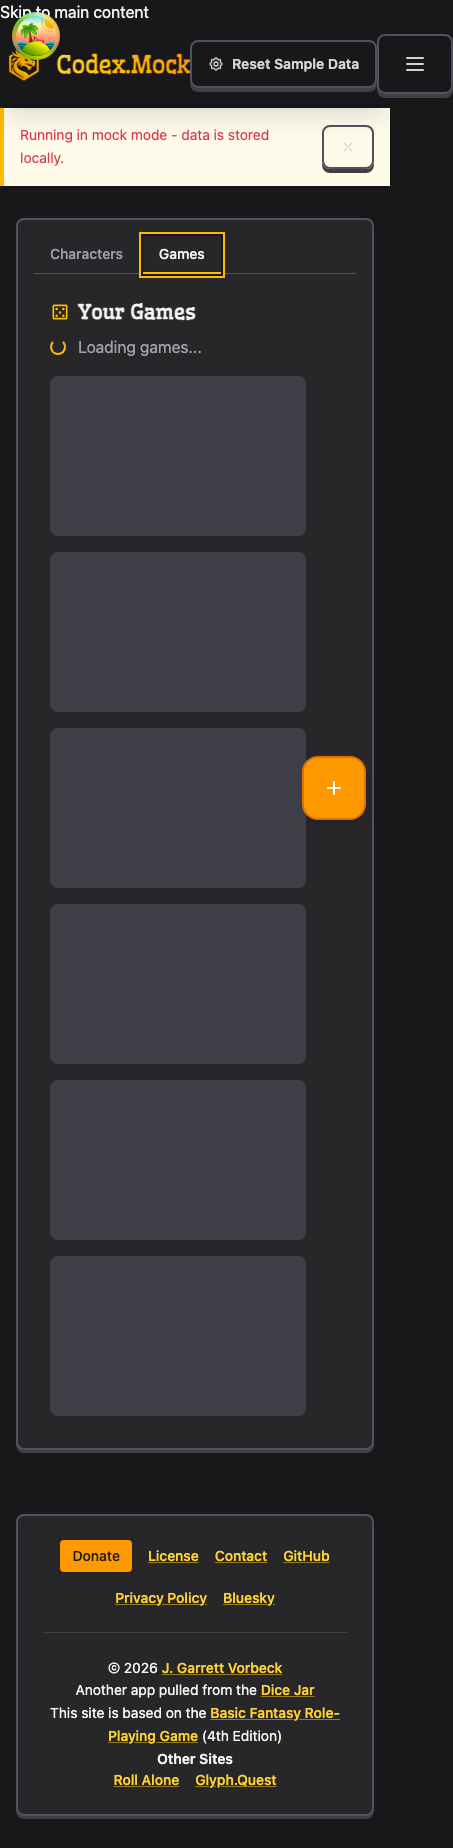 Skip to main content
Codex.Mock
Reset Sample Data
Running in mock mode - data is stored
locally.
Characters
Games
Your Games
Loading games...
Donate
License
Contact
GitHub
Privacy Policy
Bluesky
© 2026 J. Garrett Vorbeck
Another app pulled from the Dice Jar
This site is based on the Basic Fantasy Role-
Playing Game (4th Edition)
Other Sites
Roll Alone
Glyph.Quest